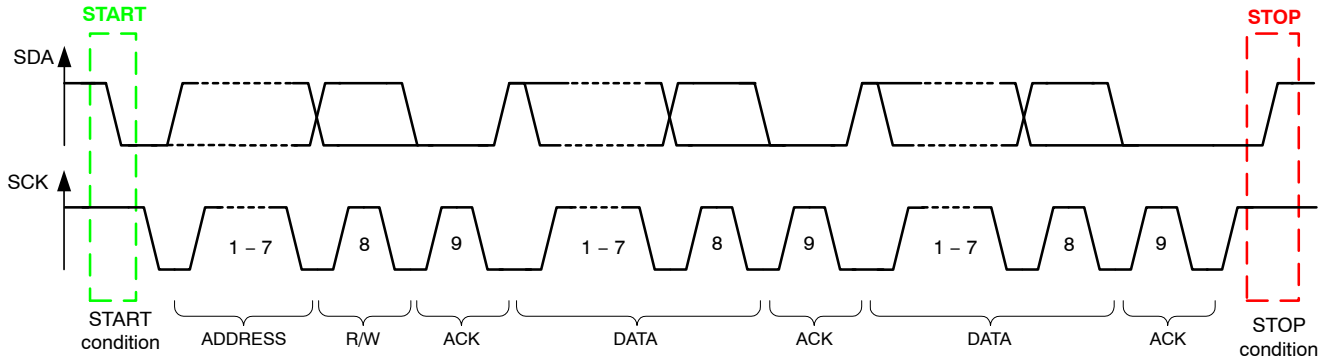 START
STOP
SDA
SCK
1 – 7
8
9
1 – 7
8
9
1 – 7
8
9
START
condition
ADDRESS
R/W
ACK
DATA
ACK
DATA
ACK
STOP
condition